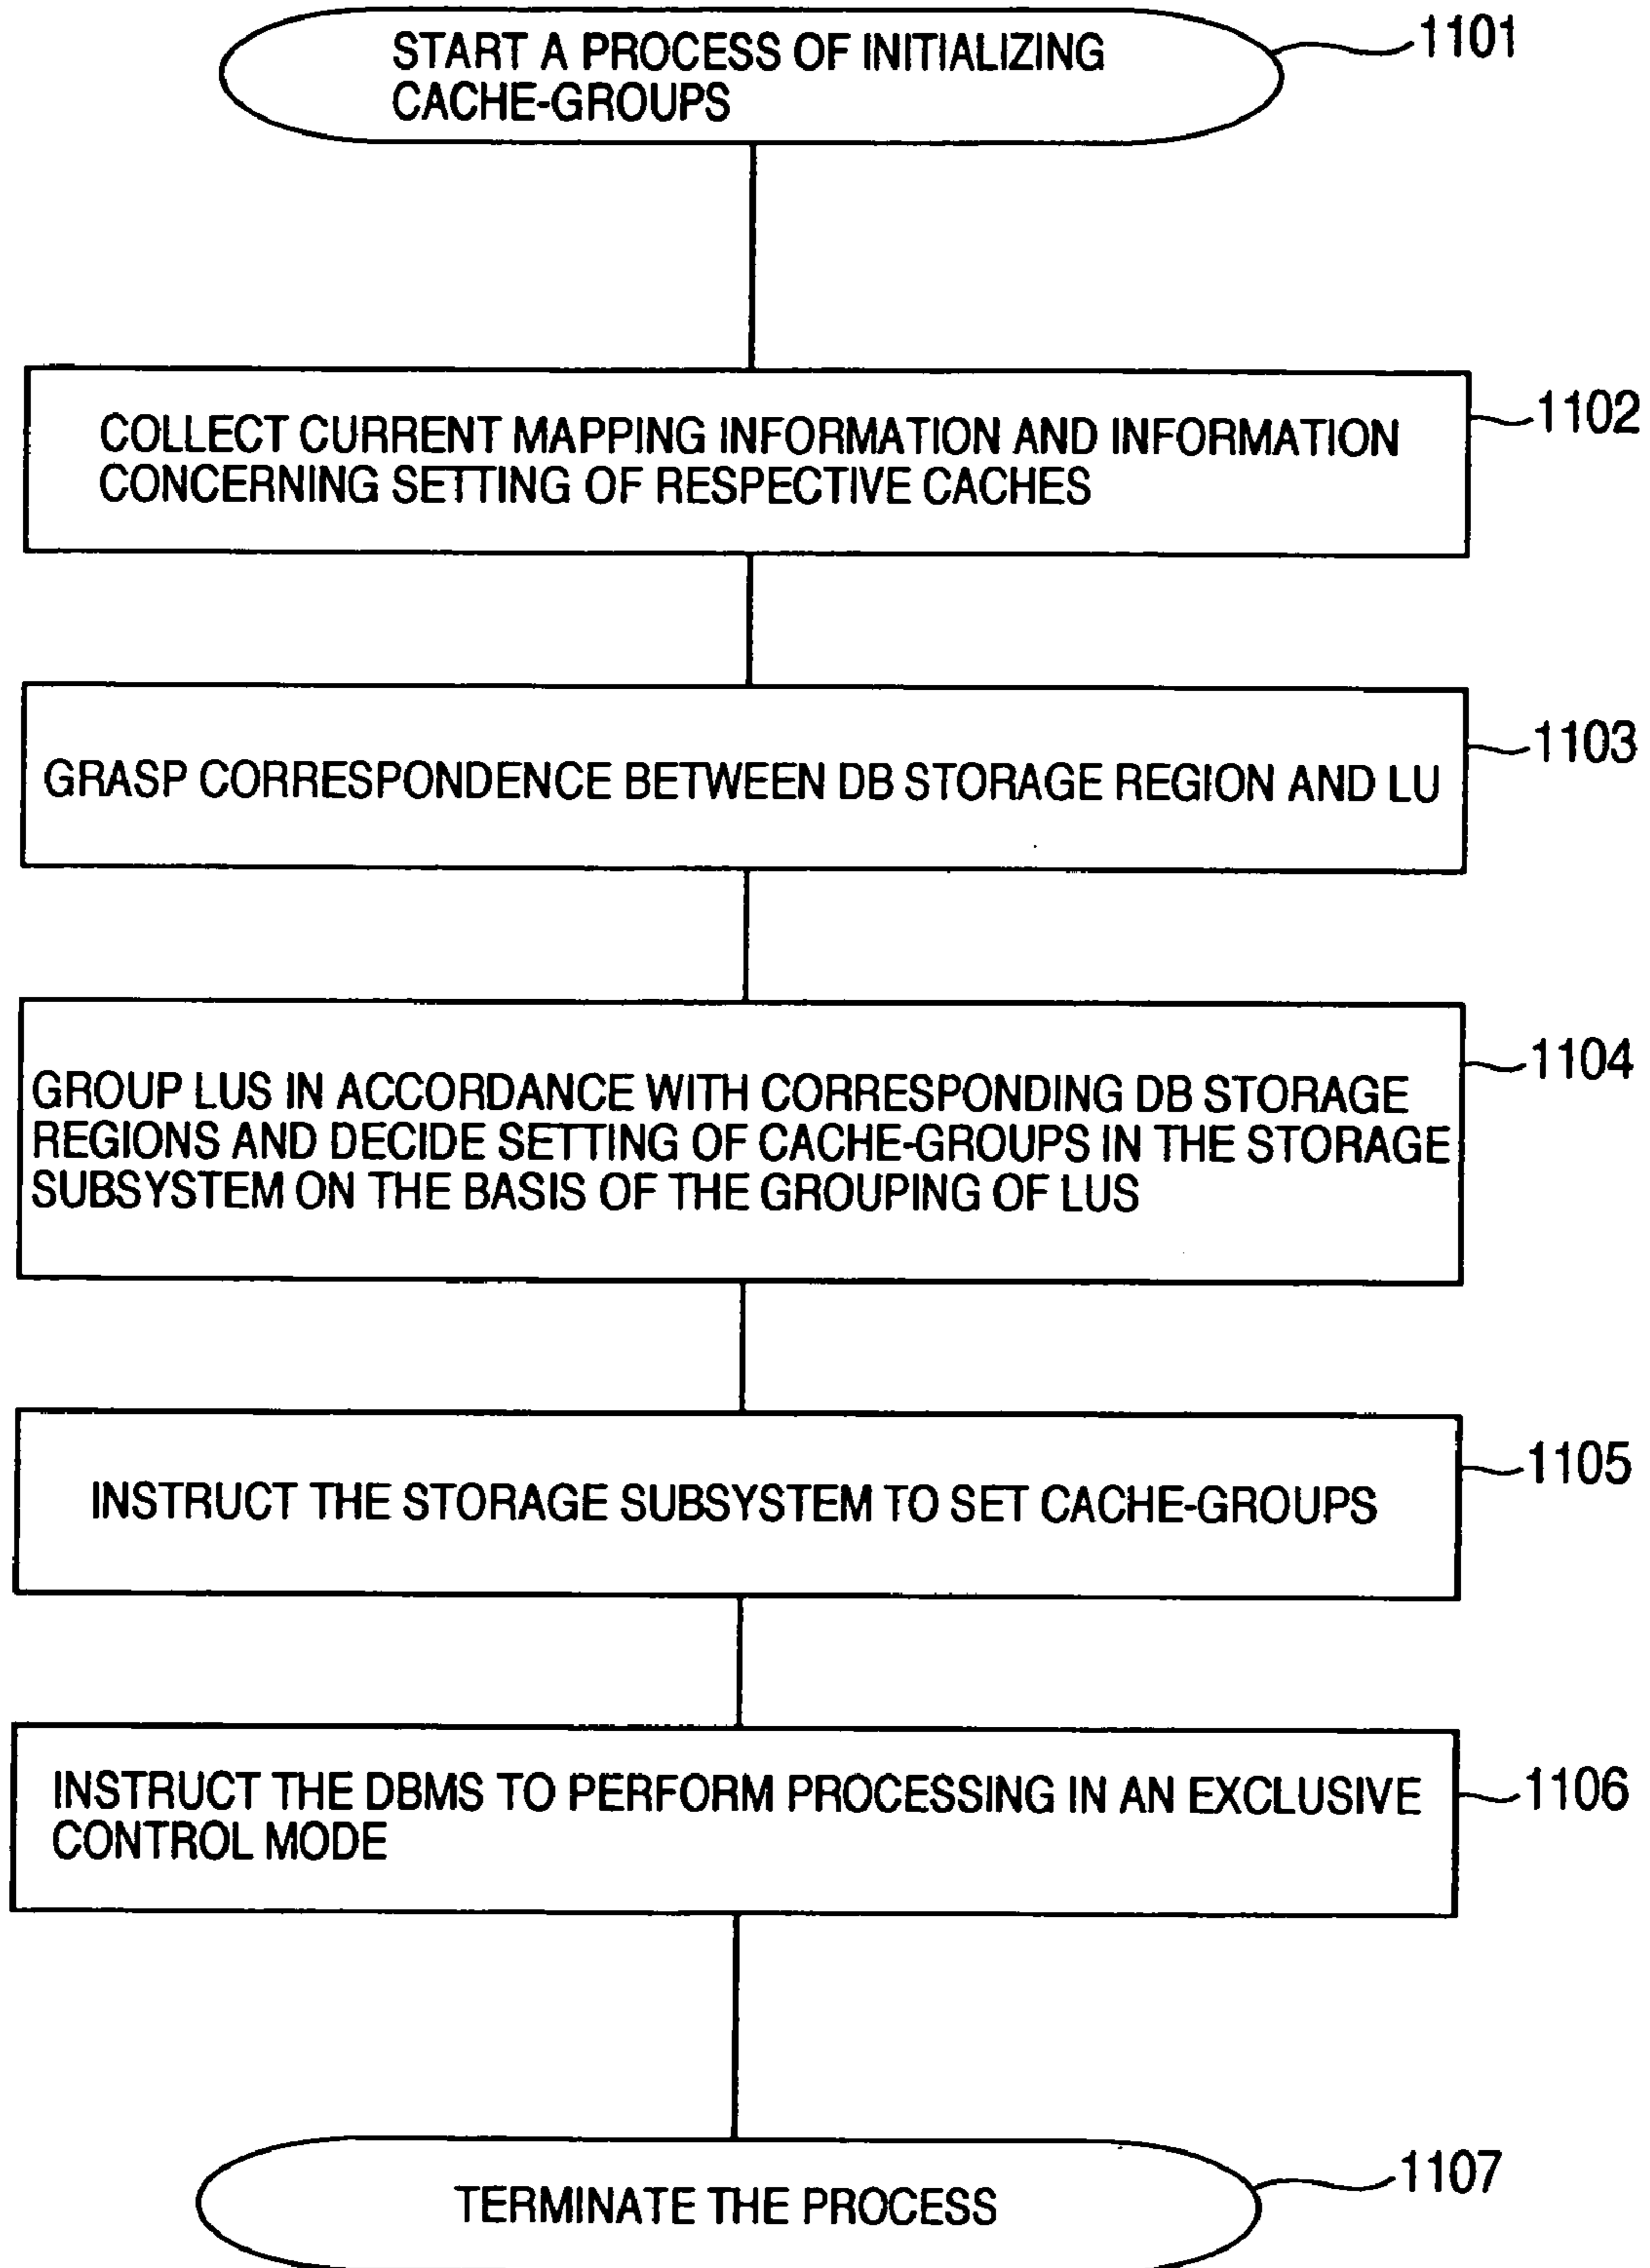 START A PROCESS OF INITIALIZING
CACHE-GROUPS
1101
COLLECT CURRENT MAPPING INFORMATION AND INFORMATION
CONCERNING SETTING OF RESPECTIVE CACHES
1102
GRASP CORRESPONDENCE BETWEEN DB STORAGE REGION AND LU
1103
GROUP LUS IN ACCORDANCE WITH CORRESPONDING DB STORAGE
REGIONS AND DECIDE SETTING OF CACHE-GROUPS IN THE STORAGE
SUBSYSTEM ON THE BASIS OF THE GROUPING OF LUS
1104
INSTRUCT THE STORAGE SUBSYSTEM TO SET CACHE-GROUPS
1105
INSTRUCT THE DBMS TO PERFORM PROCESSING IN AN EXCLUSIVE
CONTROL MODE
1106
TERMINATE THE PROCESS
1107